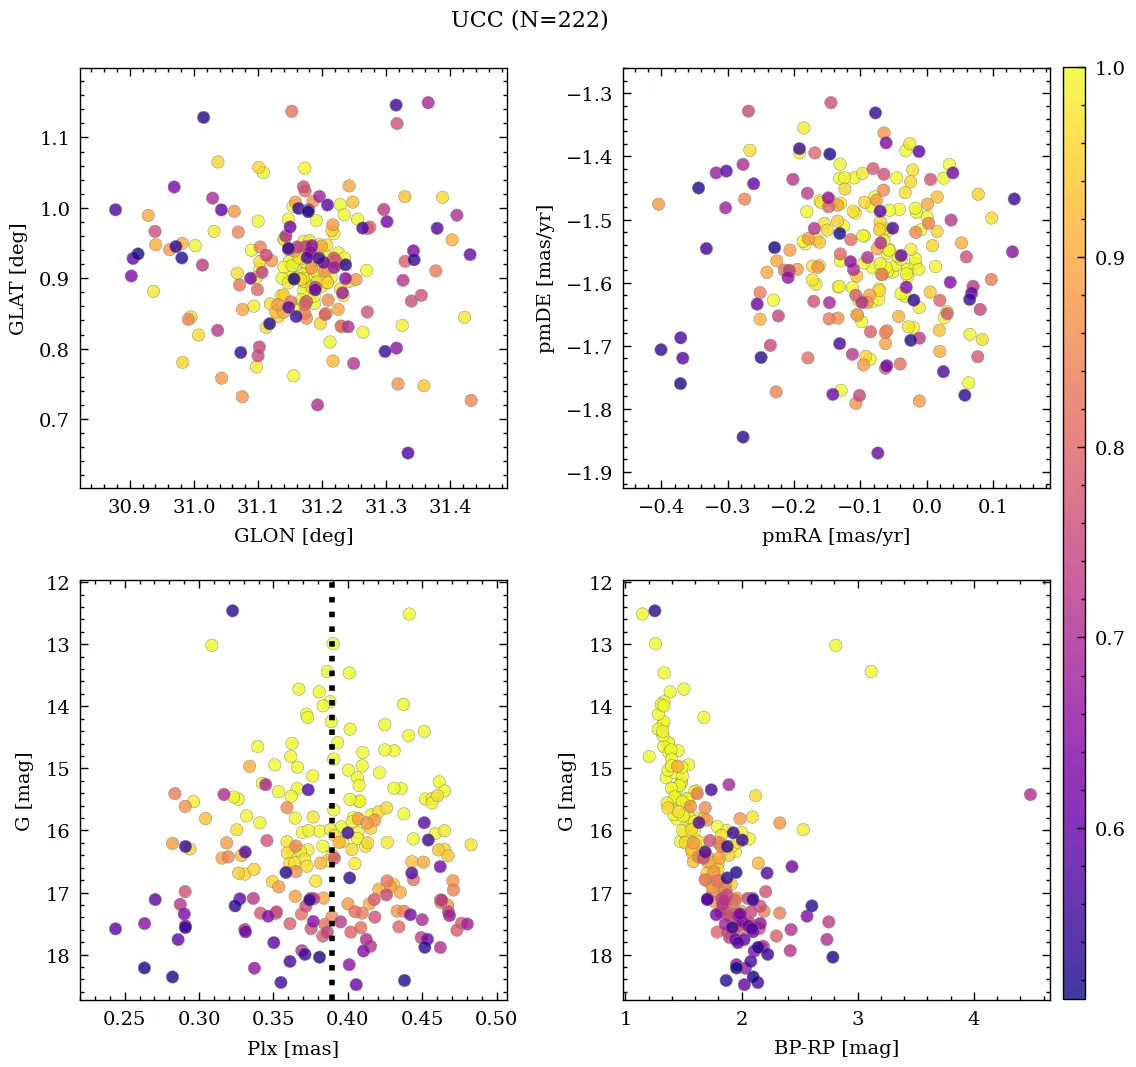 UCC (N=222)
1.1
1.0
0.9
0.8
0.7
GLAT [deg]
30.9 31.0 31.1 31.2 31.3 31.4
GLON [deg]
−1.3
−1.4
−1.5
−1.6
−1.7
−1.8
−1.9
pmDE [mas/yr]
−0.4 −0.3 −0.2 −0.1 0.0 0.1
pmRA [mas/yr]
12
13
14
15
16
17
18
G [mag]
0.25 0.30 0.35 0.40 0.45 0.50
Plx [mas]
12
13
14
15
16
17
18
G [mag]
1 2 3 4
BP-RP [mag]
1.0
0.9
0.8
0.7
0.6